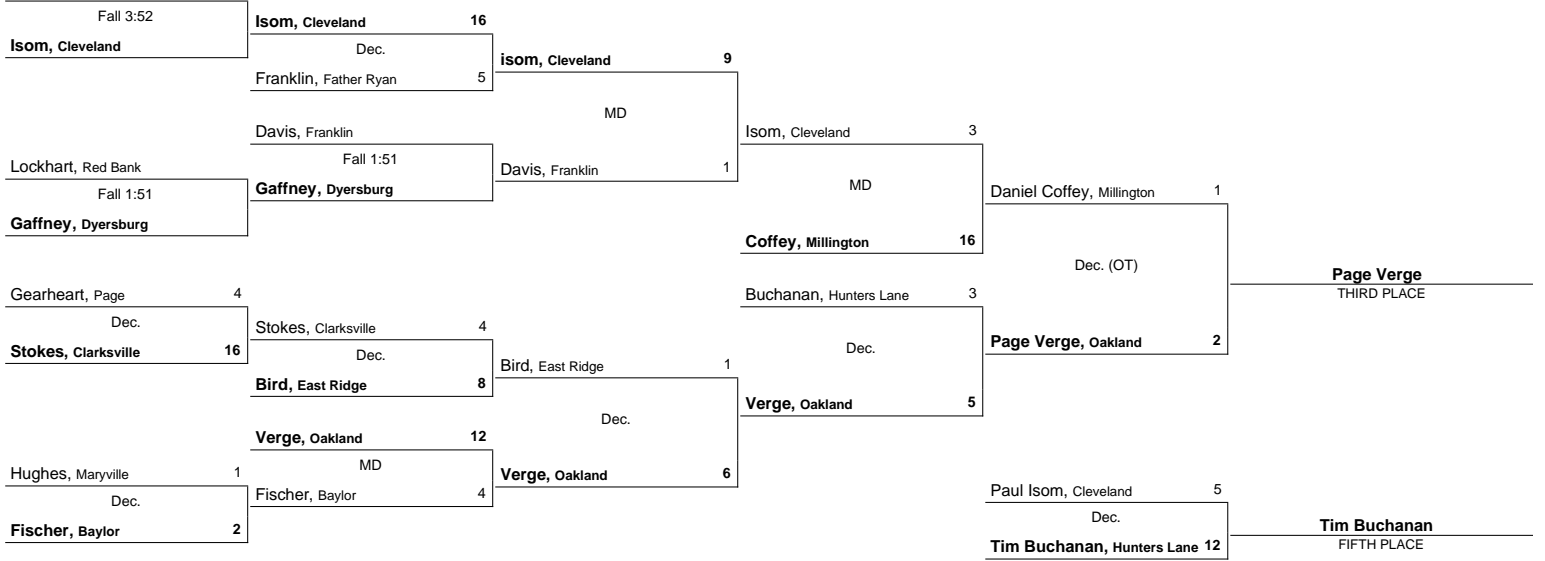 Fall 3:52
Isom, Cleveland
Lockhart, Red Bank
Fall 1:51
Gaffney, Dyersburg
Gearheart, Page 4
Dec.
Stokes, Clarksville 16
Hughes, Maryville 1
Dec.
Fischer, Baylor 2
Isom, Cleveland 16
Dec.
Franklin, Father Ryan 5
Davis, Franklin
Fall 1:51
Gaffney, Dyersburg
Stokes, Clarksville 4
Dec.
Bird, East Ridge 8
Verge, Oakland 12
MD
Fischer, Baylor 4
isom, Cleveland 9
MD
Davis, Franklin 1
Bird, East Ridge 1
Dec.
Verge, Oakland 6
Isom, Cleveland 3
MD
Coffey, Millington 16
Buchanan, Hunters Lane 3
Dec.
Verge, Oakland 5
Daniel Coffey, Millington 1
Dec. (OT)
Page Verge, Oakland 2
Page Verge
THIRD PLACE
Paul Isom, Cleveland 5
Dec.
Tim Buchanan, Hunters Lane 12
Tim Buchanan
FIFTH PLACE